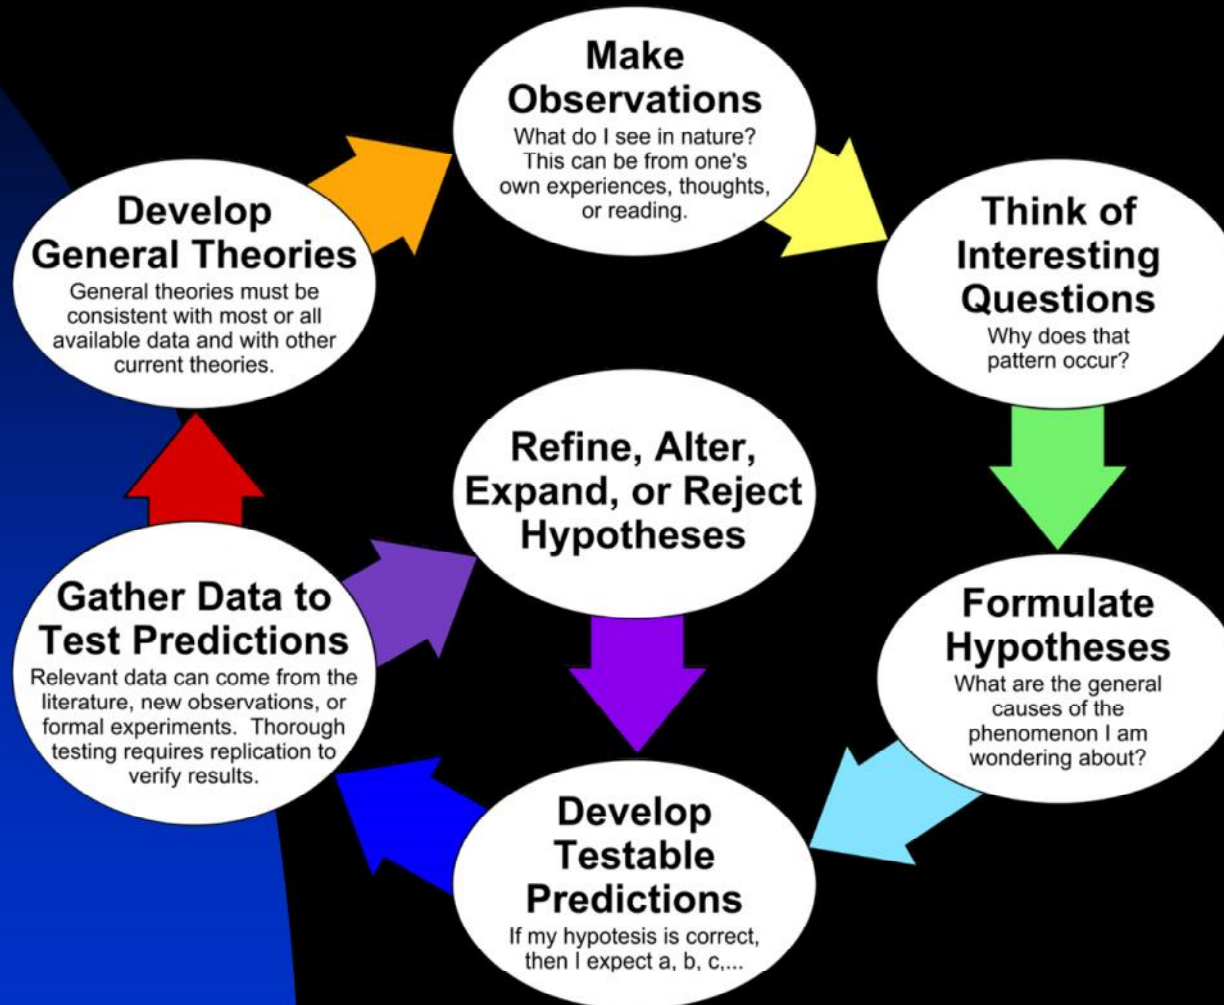 Make
Observations
What do I see in nature?
This can be from one's
own experiences, thoughts,
or reading.
Think of
Interesting
Questions
Why does that
pattern occur?
Formulate
Hypotheses
What are the general
causes of the
phenomenon I am
wondering about?
Develop
Testable
Predictions
If my hypotesis is correct,
then I expect a, b, c,...
Gather Data to
Test Predictions
Relevant data can come from the
literature, new observations, or
formal experiments. Thorough
testing requires replication to
verify results.
Refine, Alter,
Expand, or Reject
Hypotheses
Develop
General Theories
General theories must be
consistent with most or all
available data and with other
current theories.